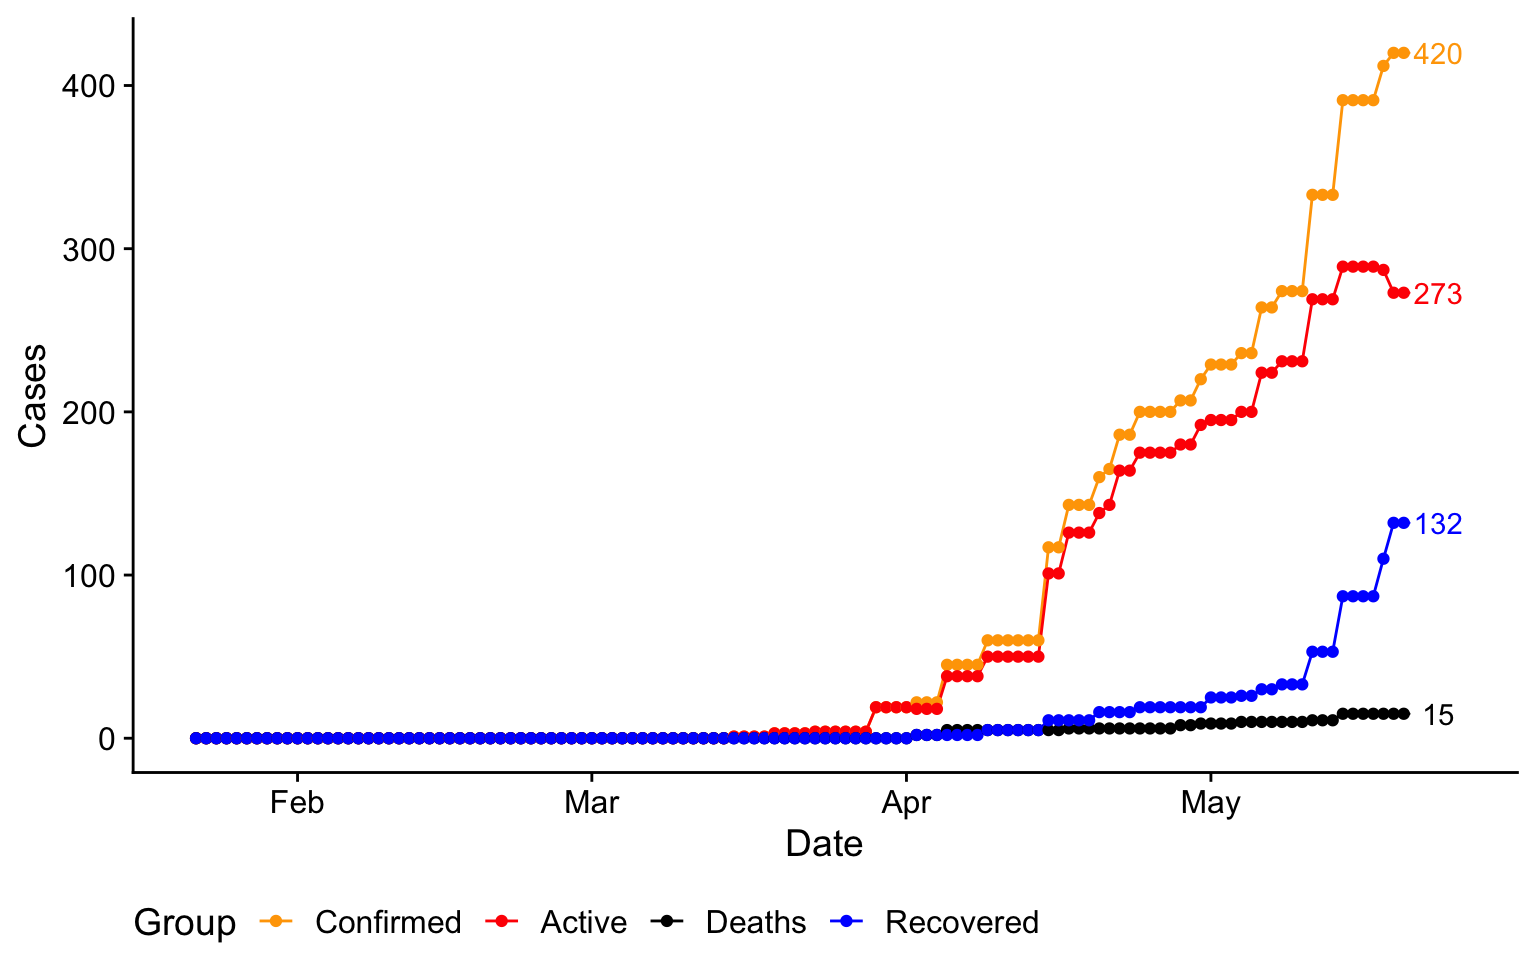 420
400
300
273
Cases
200
132
100
15
0
Feb Mar Apr May
Date
Group Confirmed Active Deaths Recovered